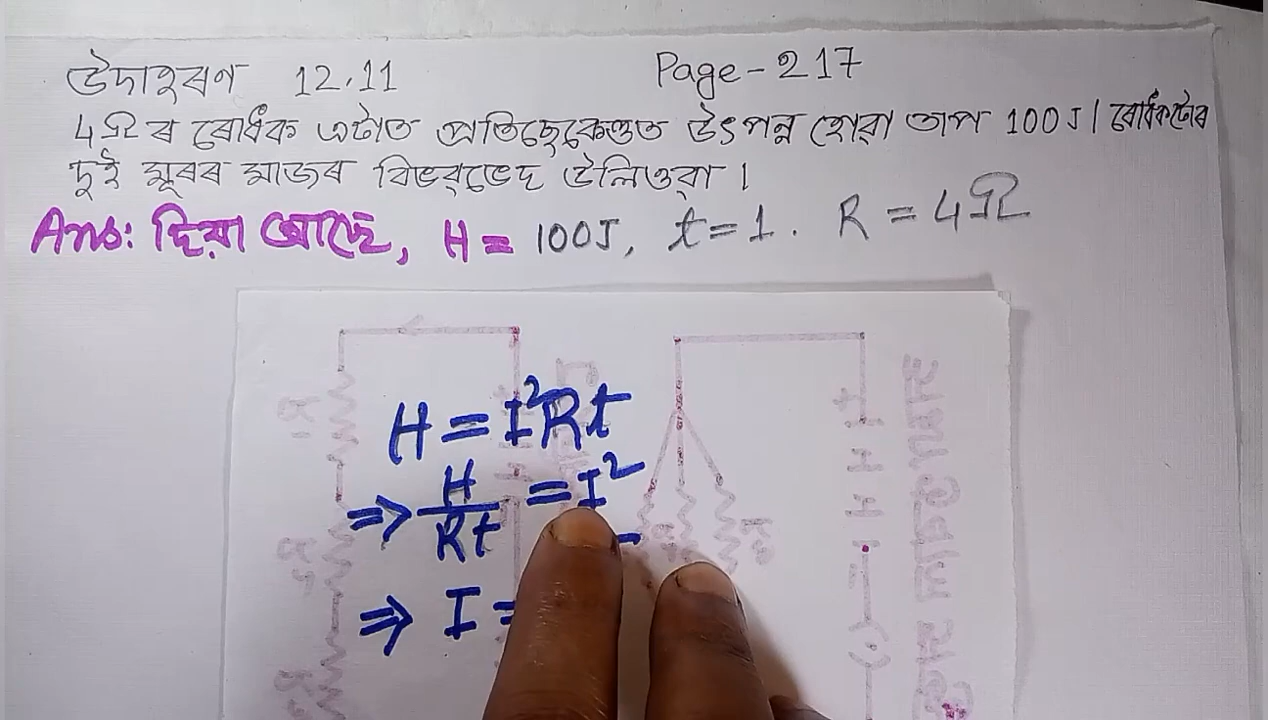 উদাহৰণ 12.11 Page-217
4Ω ৰ ৰোধক এটাত প্ৰতিছেকেণ্ডত উৎপন্ন হোৱা তাপ 100J। ৰোধকটোৰ
দুই মূৰৰ মাজৰ বিভৱভেদ উলিওৱা।
Ans: দিয়া আছে, H = 100J, t=1. R = 4Ω
H = I²Rt
⇒ H/Rt = I²
⇒ I =